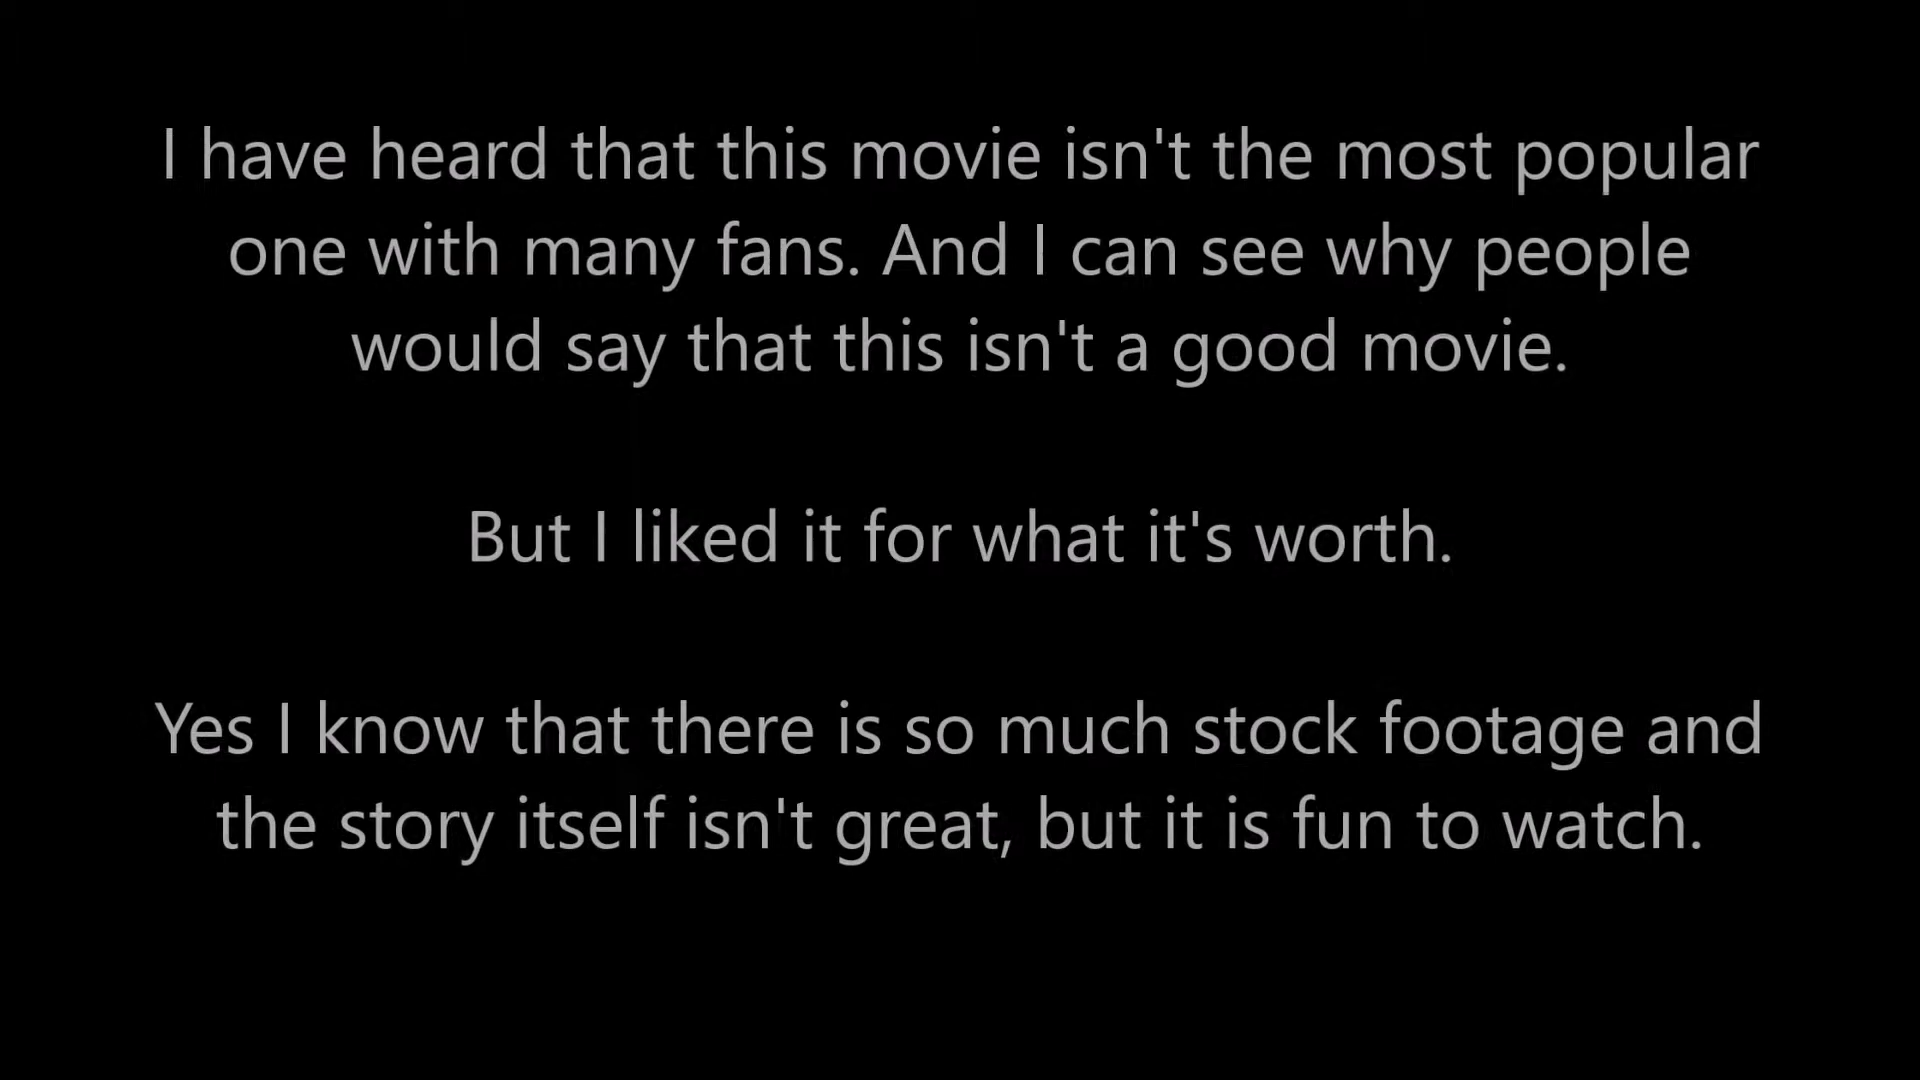 I have heard that this movie isn't the most popular
one with many fans. And I can see why people
would say that this isn't a good movie.
But I liked it for what it's worth.
Yes I know that there is so much stock footage and
the story itself isn't great, but it is fun to watch.